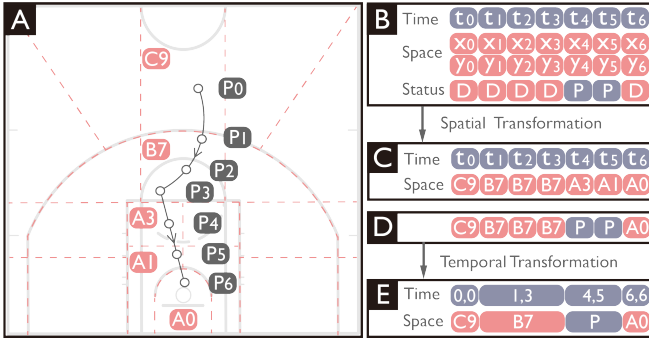 A
C9
P0
P1
B7
P2
P3
A3
P4
A1
P5
P6
A0
B
Time t0 t1 t2 t3 t4 t5 t6
Space x0 x1 x2 x3 x4 x5 x6
y0 y1 y2 y3 y4 y5 y6
Status D D D D P P D
Spatial Transformation
C
Time t0 t1 t2 t3 t4 t5 t6
Space C9 B7 B7 B7 A3 A1 A0
D
C9 B7 B7 B7 P P A0
Temporal Transformation
E
Time 0,0 1,3 4,5 6,6
Space C9 B7 P A0